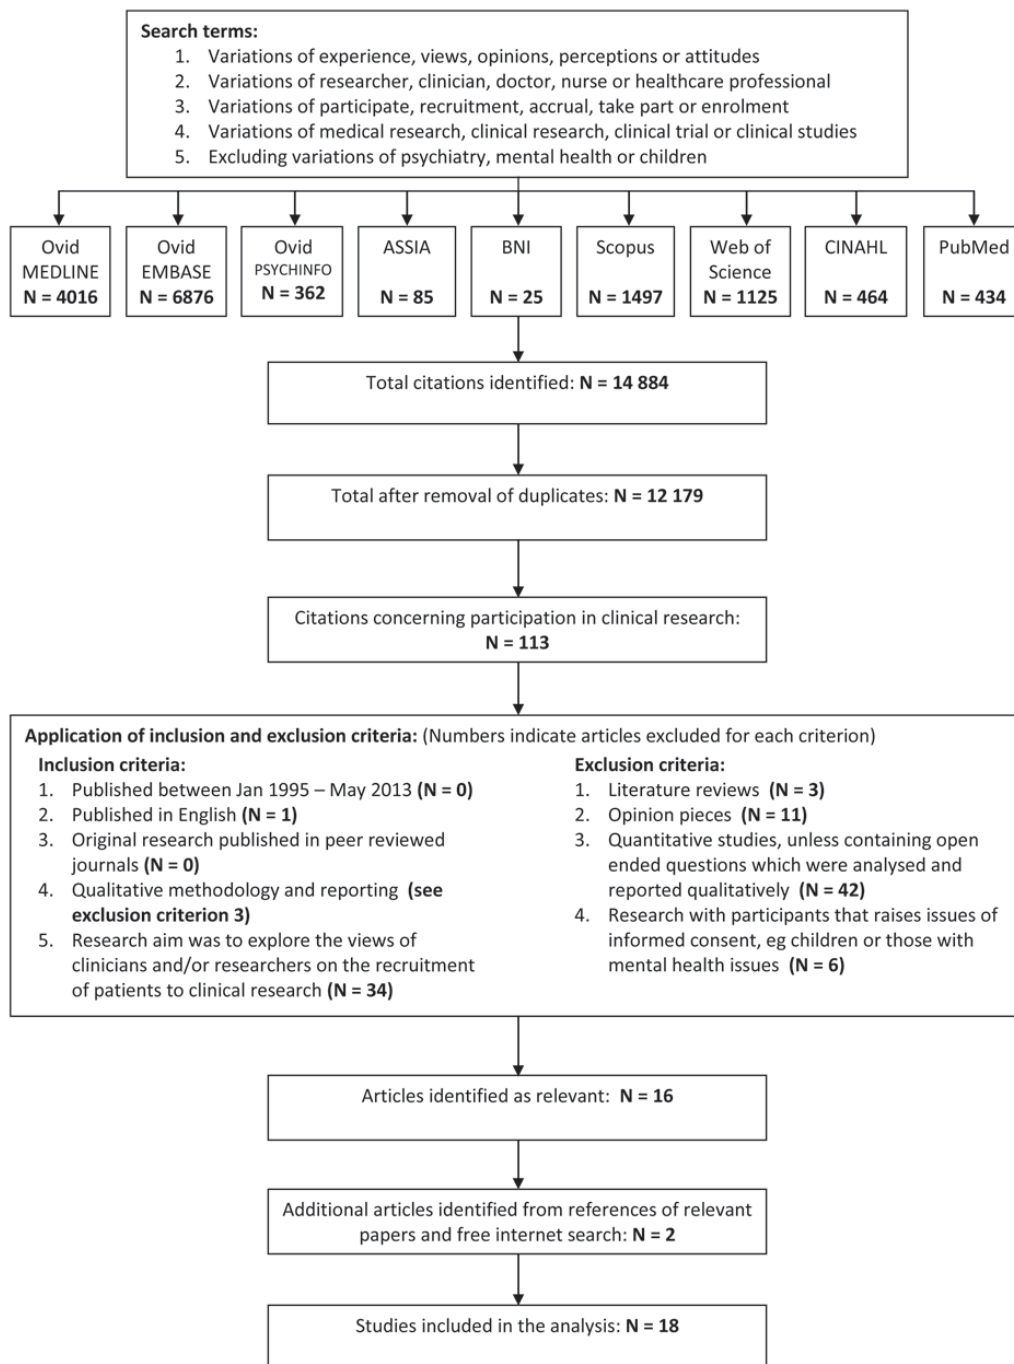 Search terms:
1. Variations of experience, views, opinions, perceptions or attitudes
2. Variations of researcher, clinician, doctor, nurse or healthcare professional
3. Variations of participate, recruitment, accrual, take part or enrolment
4. Variations of medical research, clinical research, clinical trial or clinical studies
5. Excluding variations of psychiatry, mental health or children
Ovid
MEDLINE
N = 4016
Ovid
EMBASE
N = 6876
Ovid
PSYCHINFO
N = 362
ASSIA
N = 85
BNI
N = 25
Scopus
N = 1497
Web of
Science
N = 1125
CINAHL
N = 464
PubMed
N = 434
Total citations identified: N = 14 884
Total after removal of duplicates: N = 12 179
Citations concerning participation in clinical research:
N = 113
Application of inclusion and exclusion criteria: (Numbers indicate articles excluded for each criterion)
Inclusion criteria:
1. Published between Jan 1995 – May 2013 (N = 0)
2. Published in English (N = 1)
3. Original research published in peer reviewed
journals (N = 0)
4. Qualitative methodology and reporting (see
exclusion criterion 3)
5. Research aim was to explore the views of
clinicians and/or researchers on the recruitment
of patients to clinical research (N = 34)
Exclusion criteria:
1. Literature reviews (N = 3)
2. Opinion pieces (N = 11)
3. Quantitative studies, unless containing open
ended questions which were analysed and
reported qualitatively (N = 42)
4. Research with participants that raises issues of
informed consent, eg children or those with
mental health issues (N = 6)
Articles identified as relevant: N = 16
Additional articles identified from references of relevant
papers and free internet search: N = 2
Studies included in the analysis: N = 18